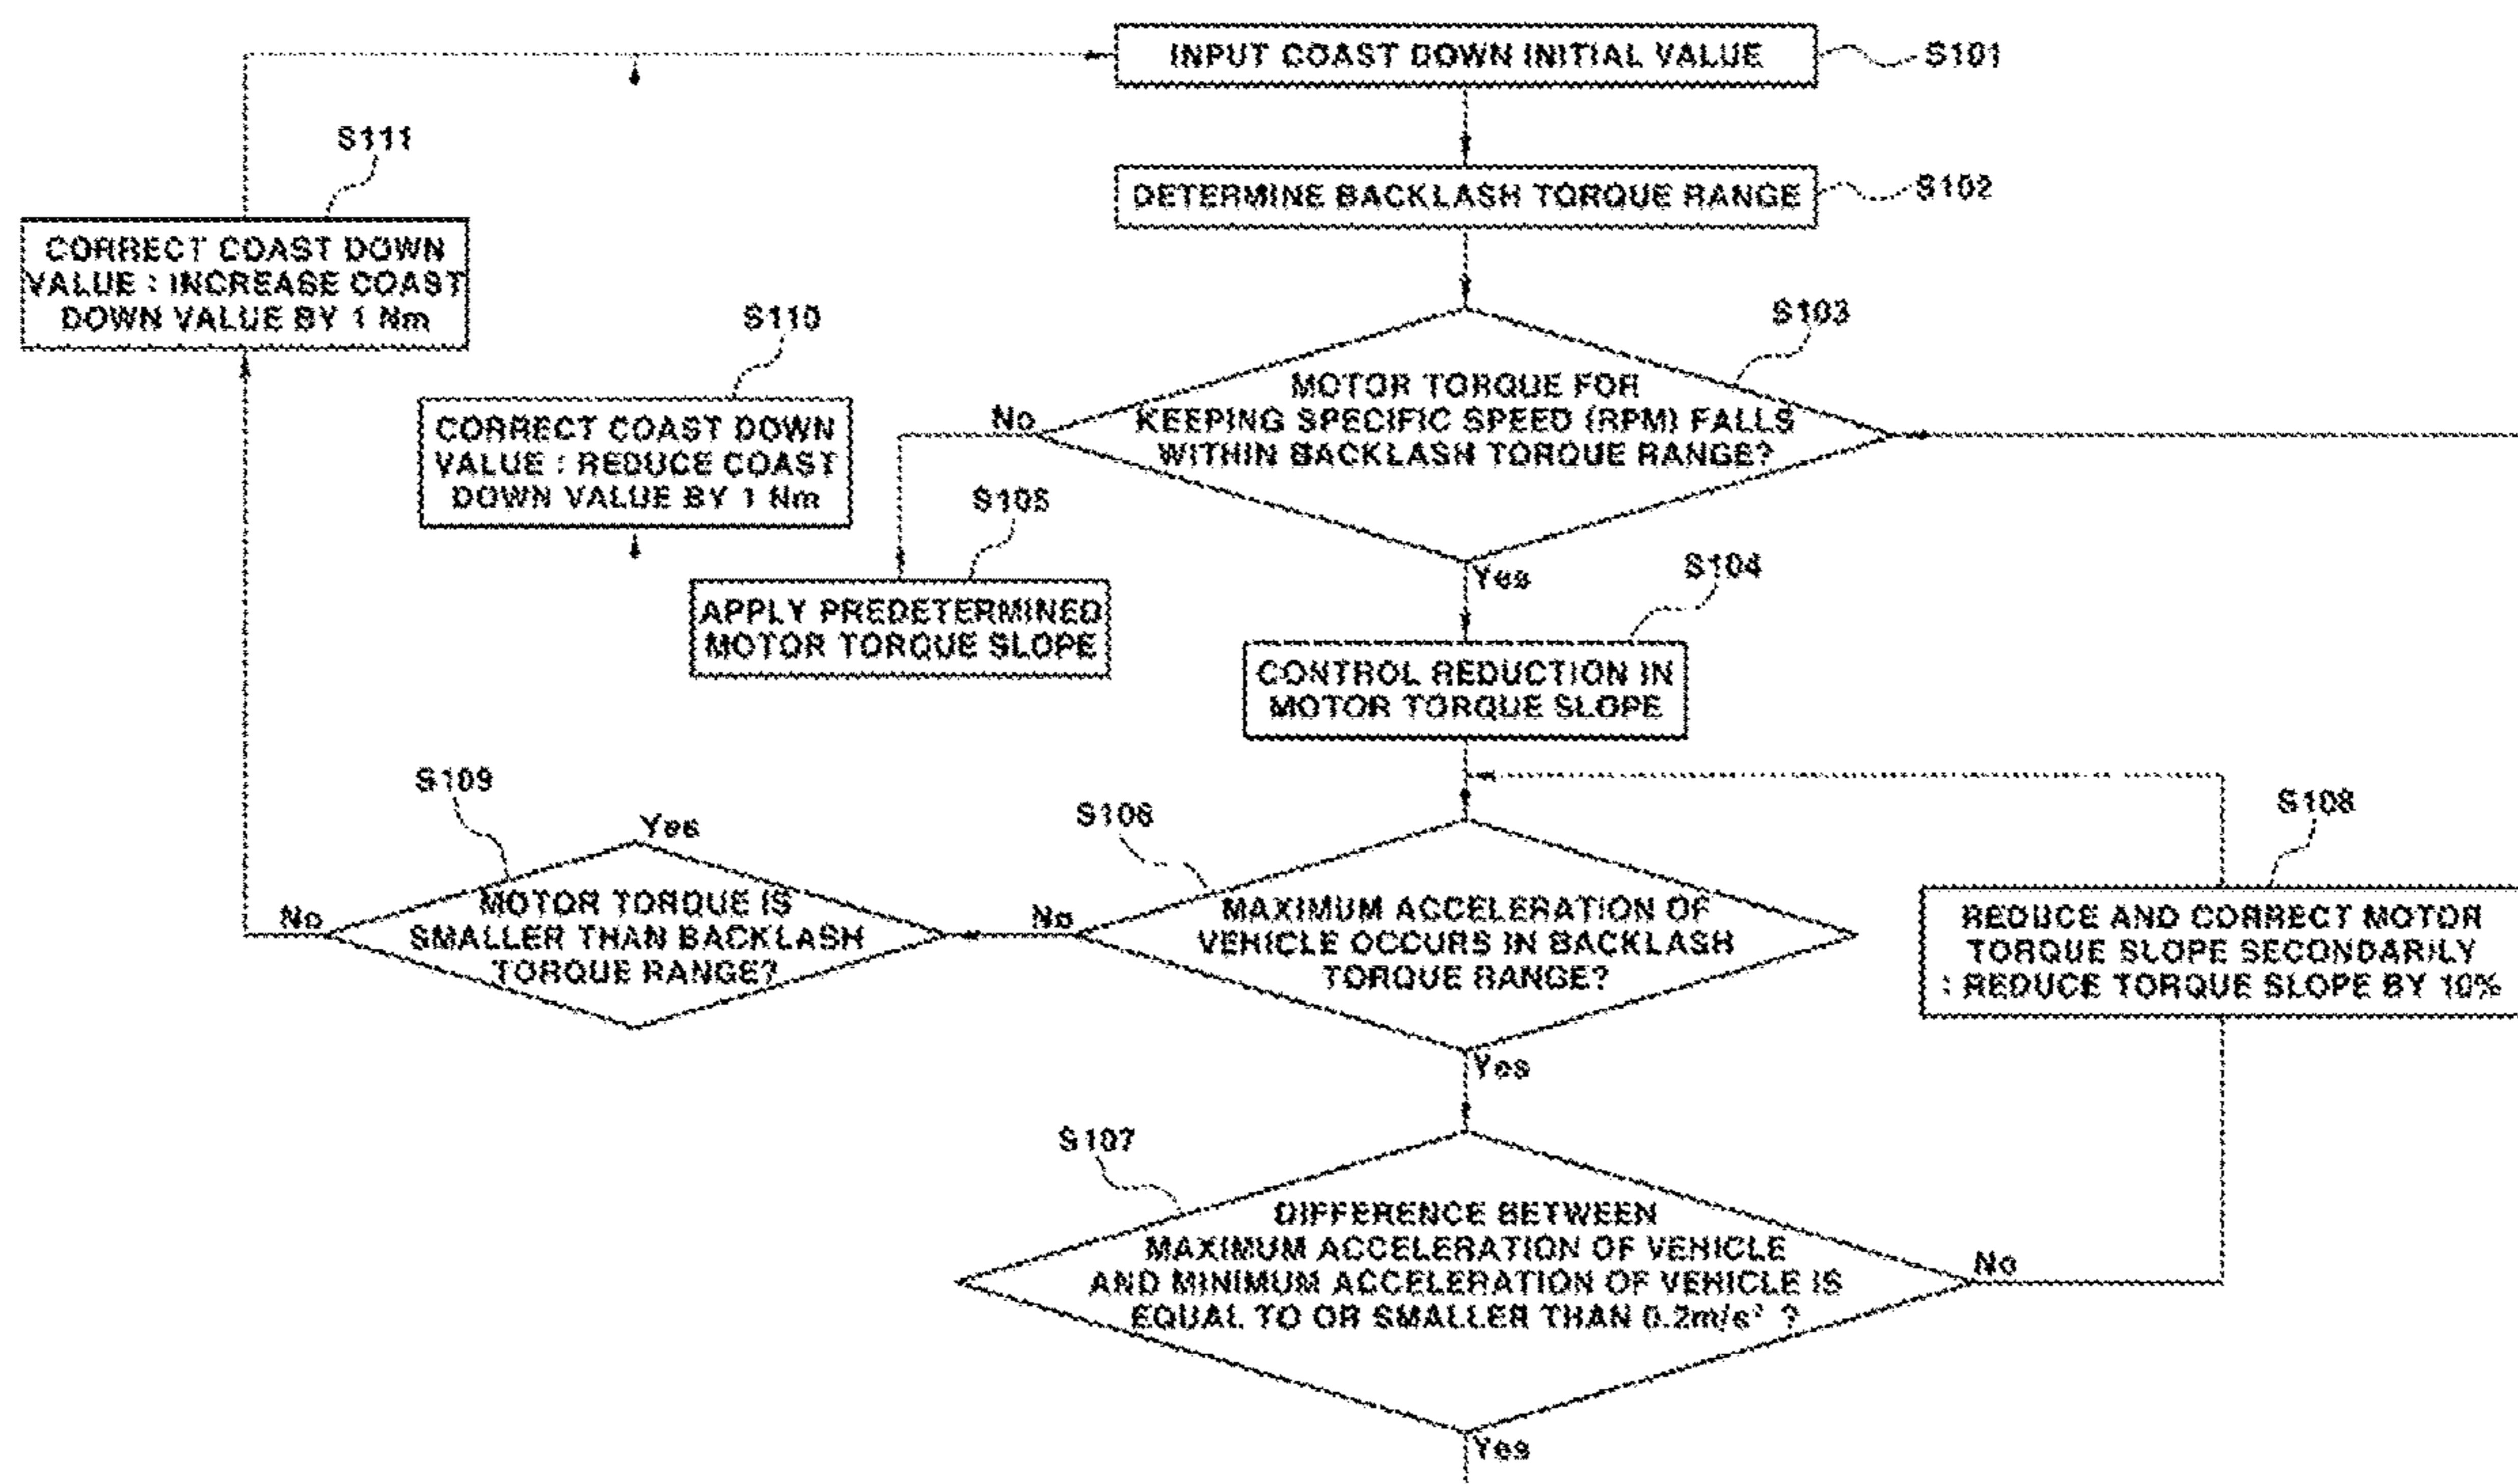 INPUT COAST DOWN INITIAL VALUE
S101
DETERMINE BACKLASH TORQUE RANGE
S102
S111
CORRECT COAST DOWN
VALUE : INCREASE COAST
DOWN VALUE BY 1 Nm
S110
CORRECT COAST DOWN
VALUE : REDUCE COAST
DOWN VALUE BY 1 Nm
S103
MOTOR TORQUE FOR
KEEPING SPECIFIC SPEED (RPM) FALLS
WITHIN BACKLASH TORQUE RANGE?
No
Yes
S105
APPLY PREDETERMINED
MOTOR TORQUE SLOPE
S104
CONTROL REDUCTION IN
MOTOR TORQUE SLOPE
S109
Yes
MOTOR TORQUE IS
SMALLER THAN BACKLASH
TORQUE RANGE?
No
S106
MAXIMUM ACCELERATION OF
VEHICLE OCCURS IN BACKLASH
TORQUE RANGE?
No
Yes
S108
REDUCE AND CORRECT MOTOR
TORQUE SLOPE SECONDARILY
: REDUCE TORQUE SLOPE BY 10%
S107
DIFFERENCE BETWEEN
MAXIMUM ACCELERATION OF VEHICLE
AND MINIMUM ACCELERATION OF VEHICLE IS
EQUAL TO OR SMALLER THAN 0.2m/s² ?
No
Yes